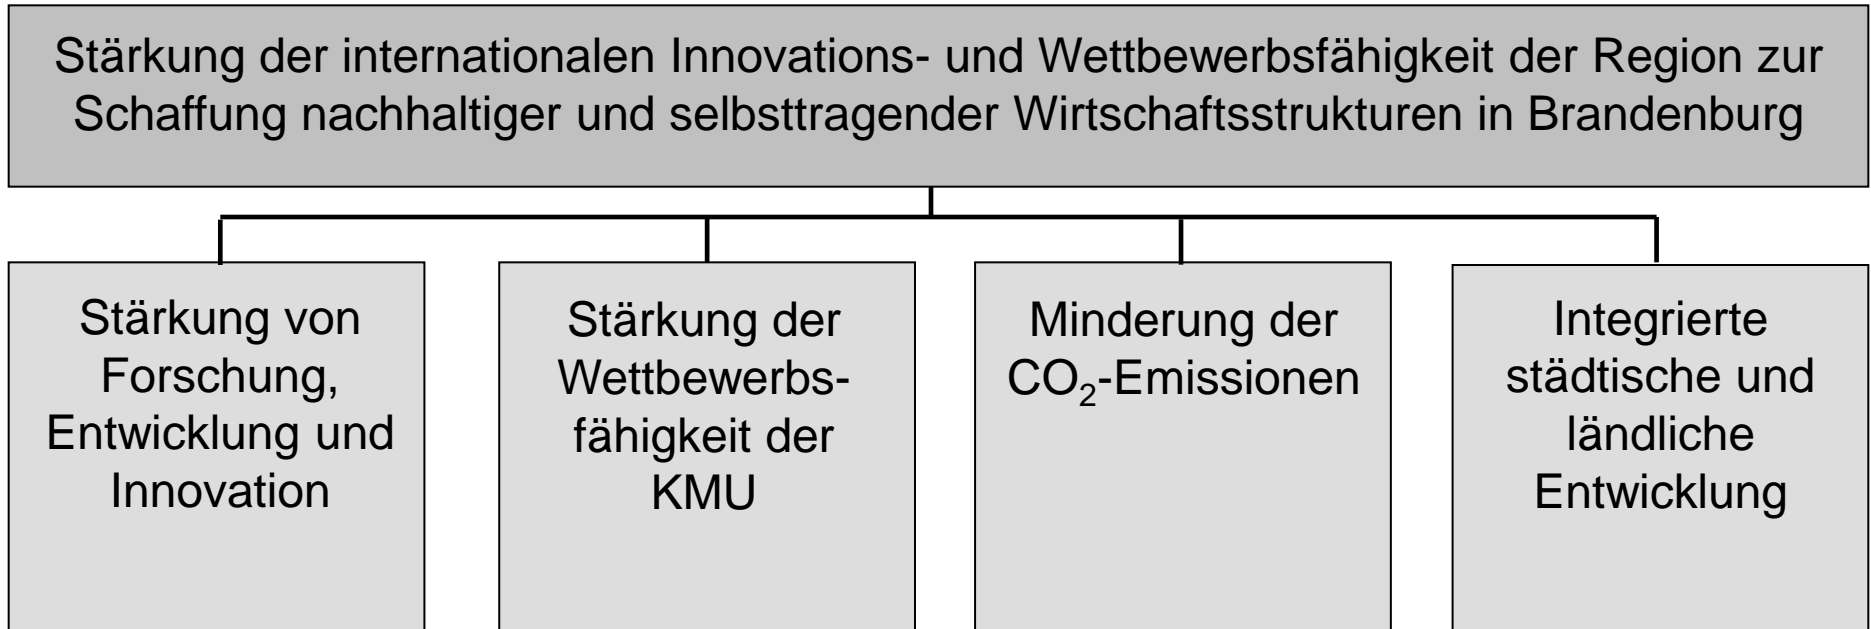 Stärkung der internationalen Innovations- und Wettbewerbsfähigkeit der Region zur
Schaffung nachhaltiger und selbsttragender Wirtschaftsstrukturen in Brandenburg
Stärkung von
Forschung,
Entwicklung und
Innovation
Stärkung der
Wettbewerbs-
fähigkeit der
KMU
Minderung der
CO₂-Emissionen
Integrierte
städtische und
ländliche
Entwicklung